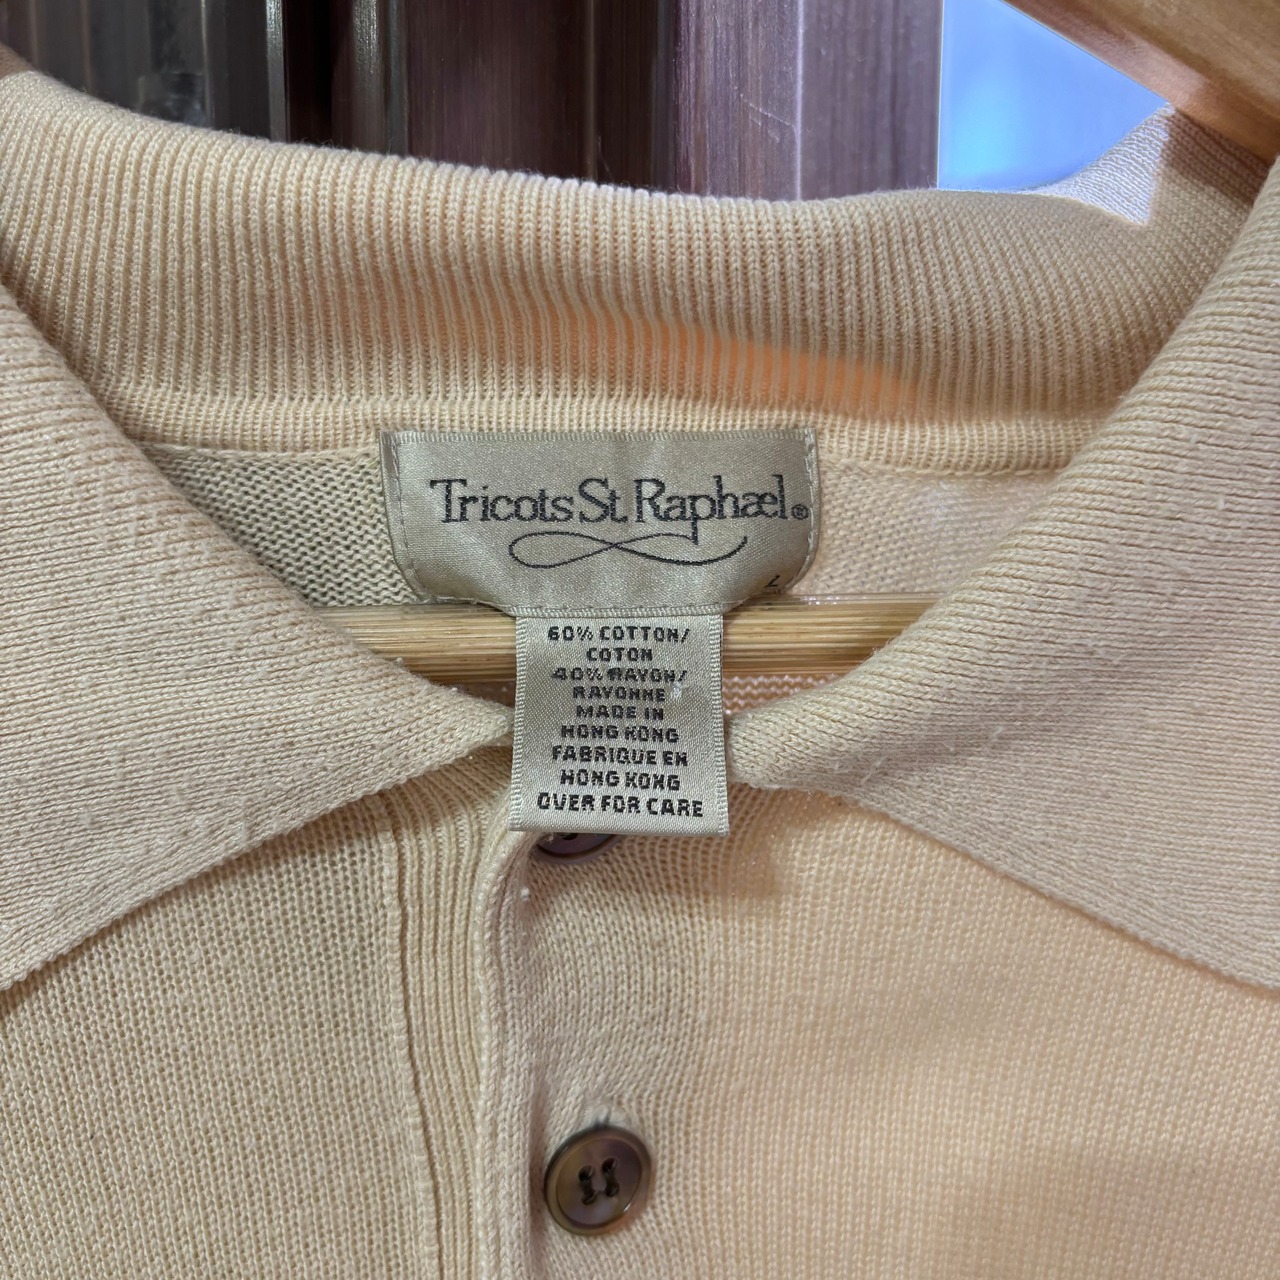 Tricots St. Raphæl®
L
60% COTTON/
COTON
40% RAYON/
RAYONNE
MADE IN
HONG KONG
FABRIQUE EN
HONG KONG
OVER FOR CARE